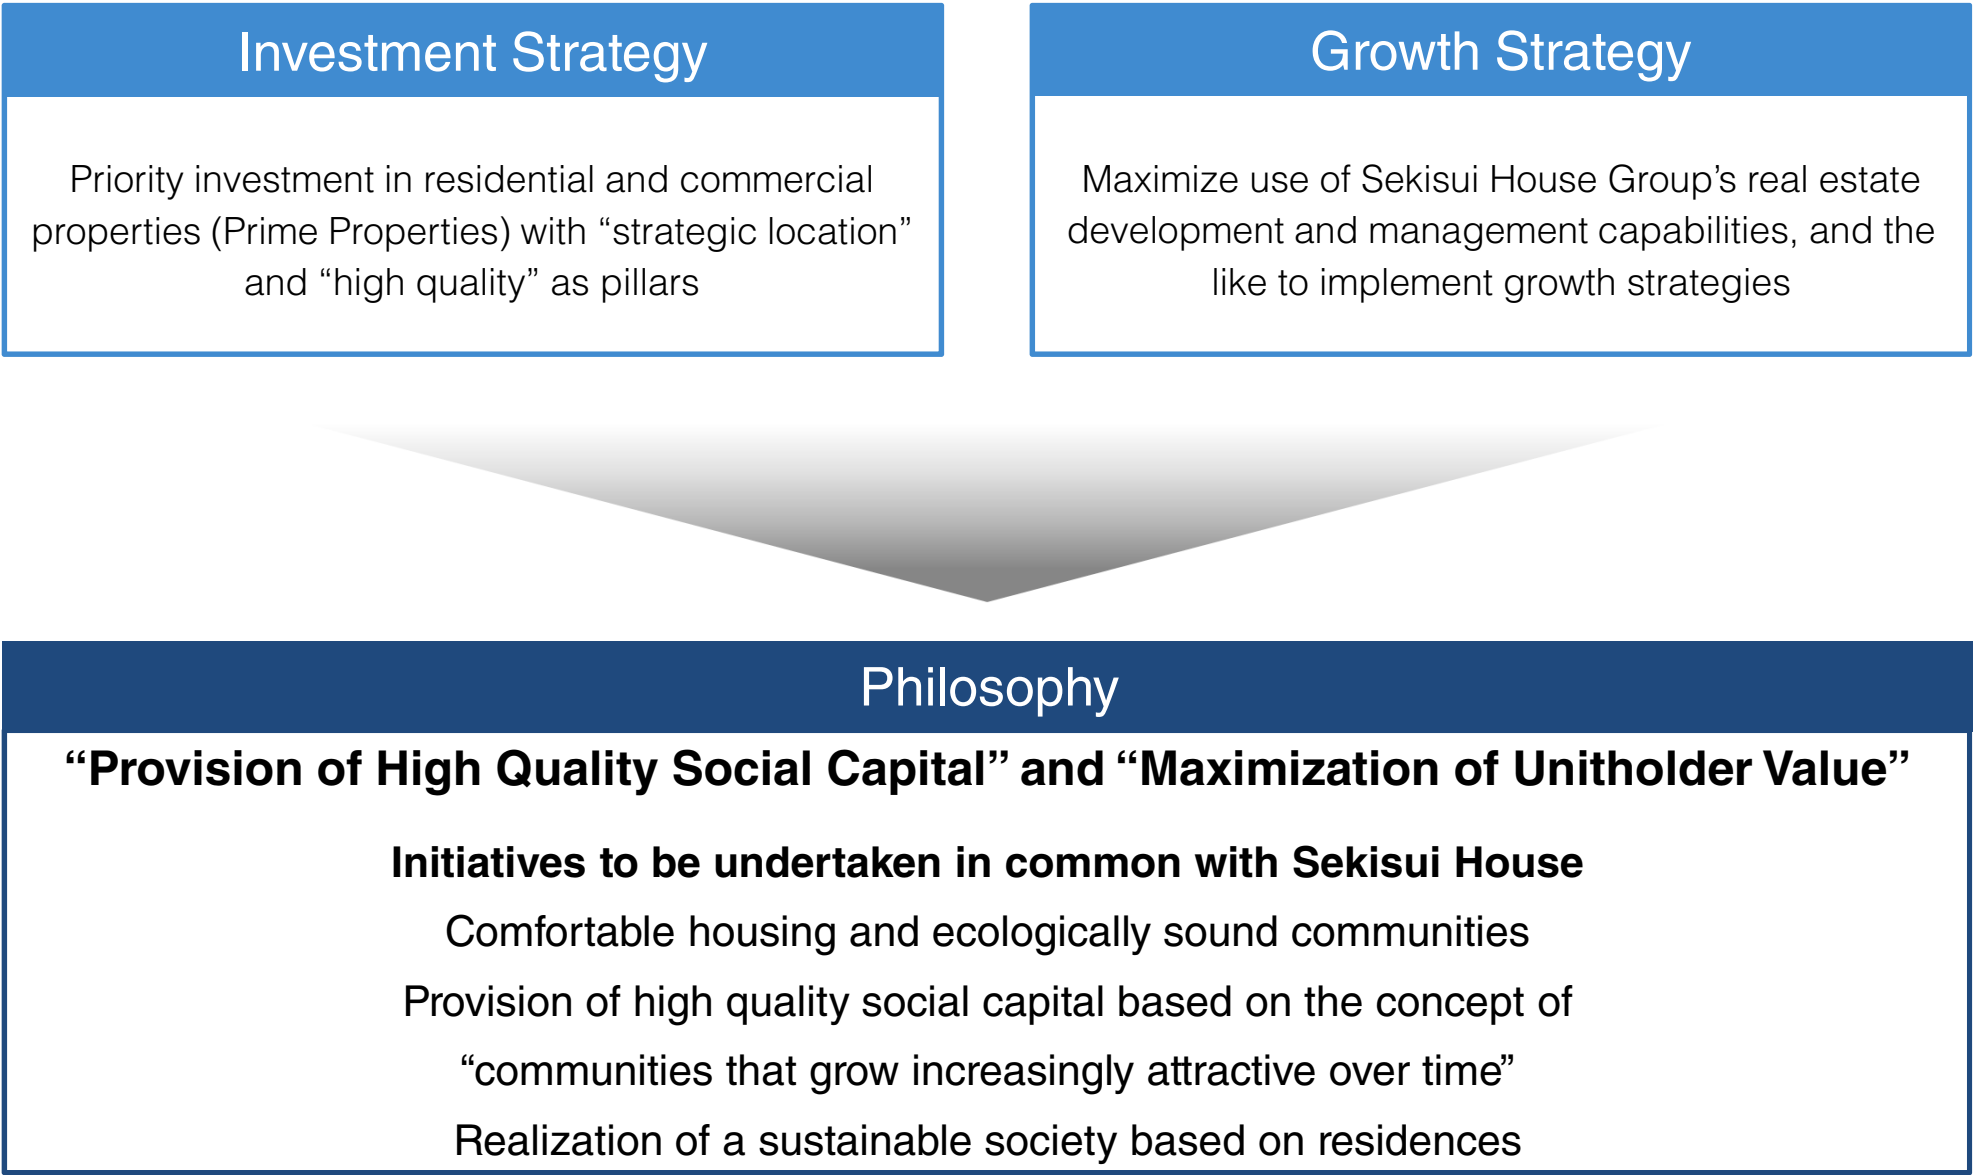 Investment Strategy
Priority investment in residential and commercial
properties (Prime Properties) with “strategic location”
and “high quality” as pillars
Growth Strategy
Maximize use of Sekisui House Group’s real estate
development and management capabilities, and the
like to implement growth strategies
Philosophy
“Provision of High Quality Social Capital” and “Maximization of Unitholder Value”
Initiatives to be undertaken in common with Sekisui House
Comfortable housing and ecologically sound communities
Provision of high quality social capital based on the concept of
“communities that grow increasingly attractive over time”
Realization of a sustainable society based on residences